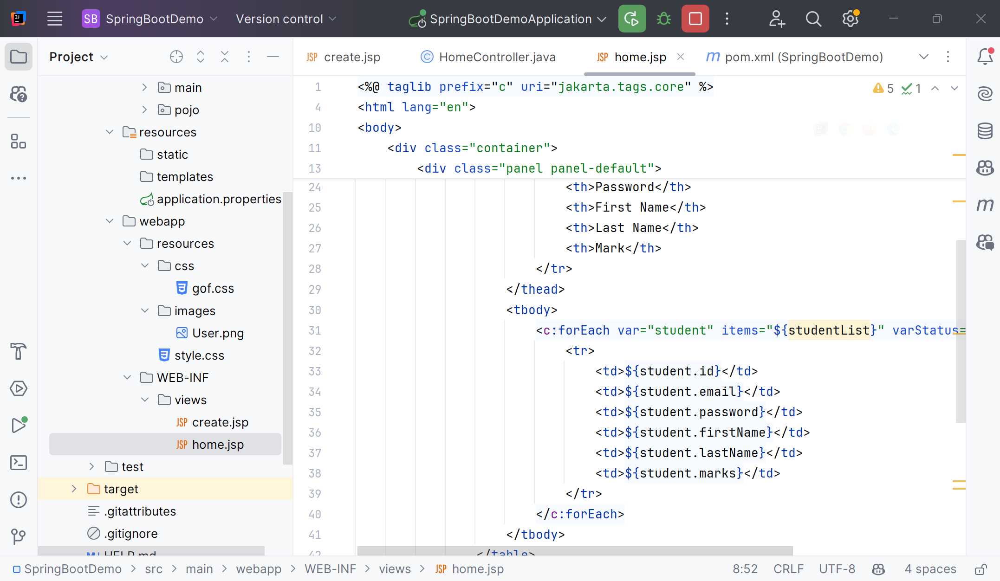 SB SpringBootDemo Version control SpringBootDemoApplication
Project
JSP create.jsp © HomeController.java JSP home.jsp m pom.xml (SpringBootDemo)
main
pojo
resources
static
templates
application.properties
webapp
resources
css
gof.css
images
User.png
style.css
WEB-INF
views
JSP create.jsp
JSP home.jsp
test
target
.gitattributes
.gitignore
HELP.md
5 1
1 <%@ taglib prefix="c" uri="jakarta.tags.core" %>
4 <html lang="en">
10 <body>
11 <div class="container">
13 <div class="panel panel-default">
24 <th>Password</th>
25 <th>First Name</th>
26 <th>Last Name</th>
27 <th>Mark</th>
28 </tr>
29 </thead>
30 <tbody>
31 <c:forEach var="student" items="${studentList}" varStatus=
32 <tr>
33 <td>${student.id}</td>
34 <td>${student.email}</td>
35 <td>${student.password}</td>
36 <td>${student.firstName}</td>
37 <td>${student.lastName}</td>
38 <td>${student.marks}</td>
39 </tr>
40 </c:forEach>
41 </tbody>
42 </table>
SpringBootDemo > src > main > webapp > WEB-INF > views > JSP home.jsp 8:52 CRLF UTF-8 4 spaces